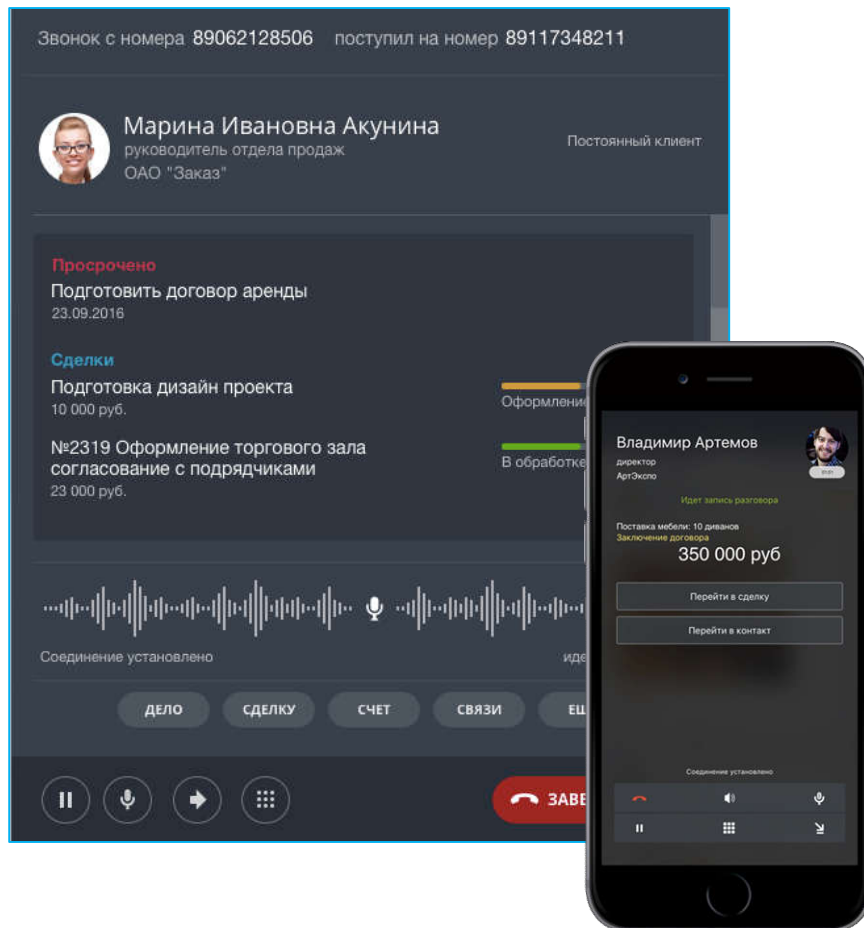 Звонок с номера 89062128506 поступил на номер 89117348211
Марина Ивановна Акунина
руководитель отдела продаж
ОАО "Заказ"
Постоянный клиент
Просрочено
Подготовить договор аренды
23.09.2016
Сделки
Подготовка дизайн проекта
10 000 руб.
Оформление
№2319 Оформление торгового зала
согласование с подрядчиками
23 000 руб.
В обработке
Соединение установлено
иде
ДЕЛО
СДЕЛКУ
СЧЕТ
СВЯЗИ
ЕЩ
ЗАВЕ
Владимир Артемов
директор
АртЭкспо
Идет запись разговора
Поставка мебели: 10 диванов
Заключение договора
350 000 руб
Перейти в сделку
Перейти в контакт
Соединение установлено